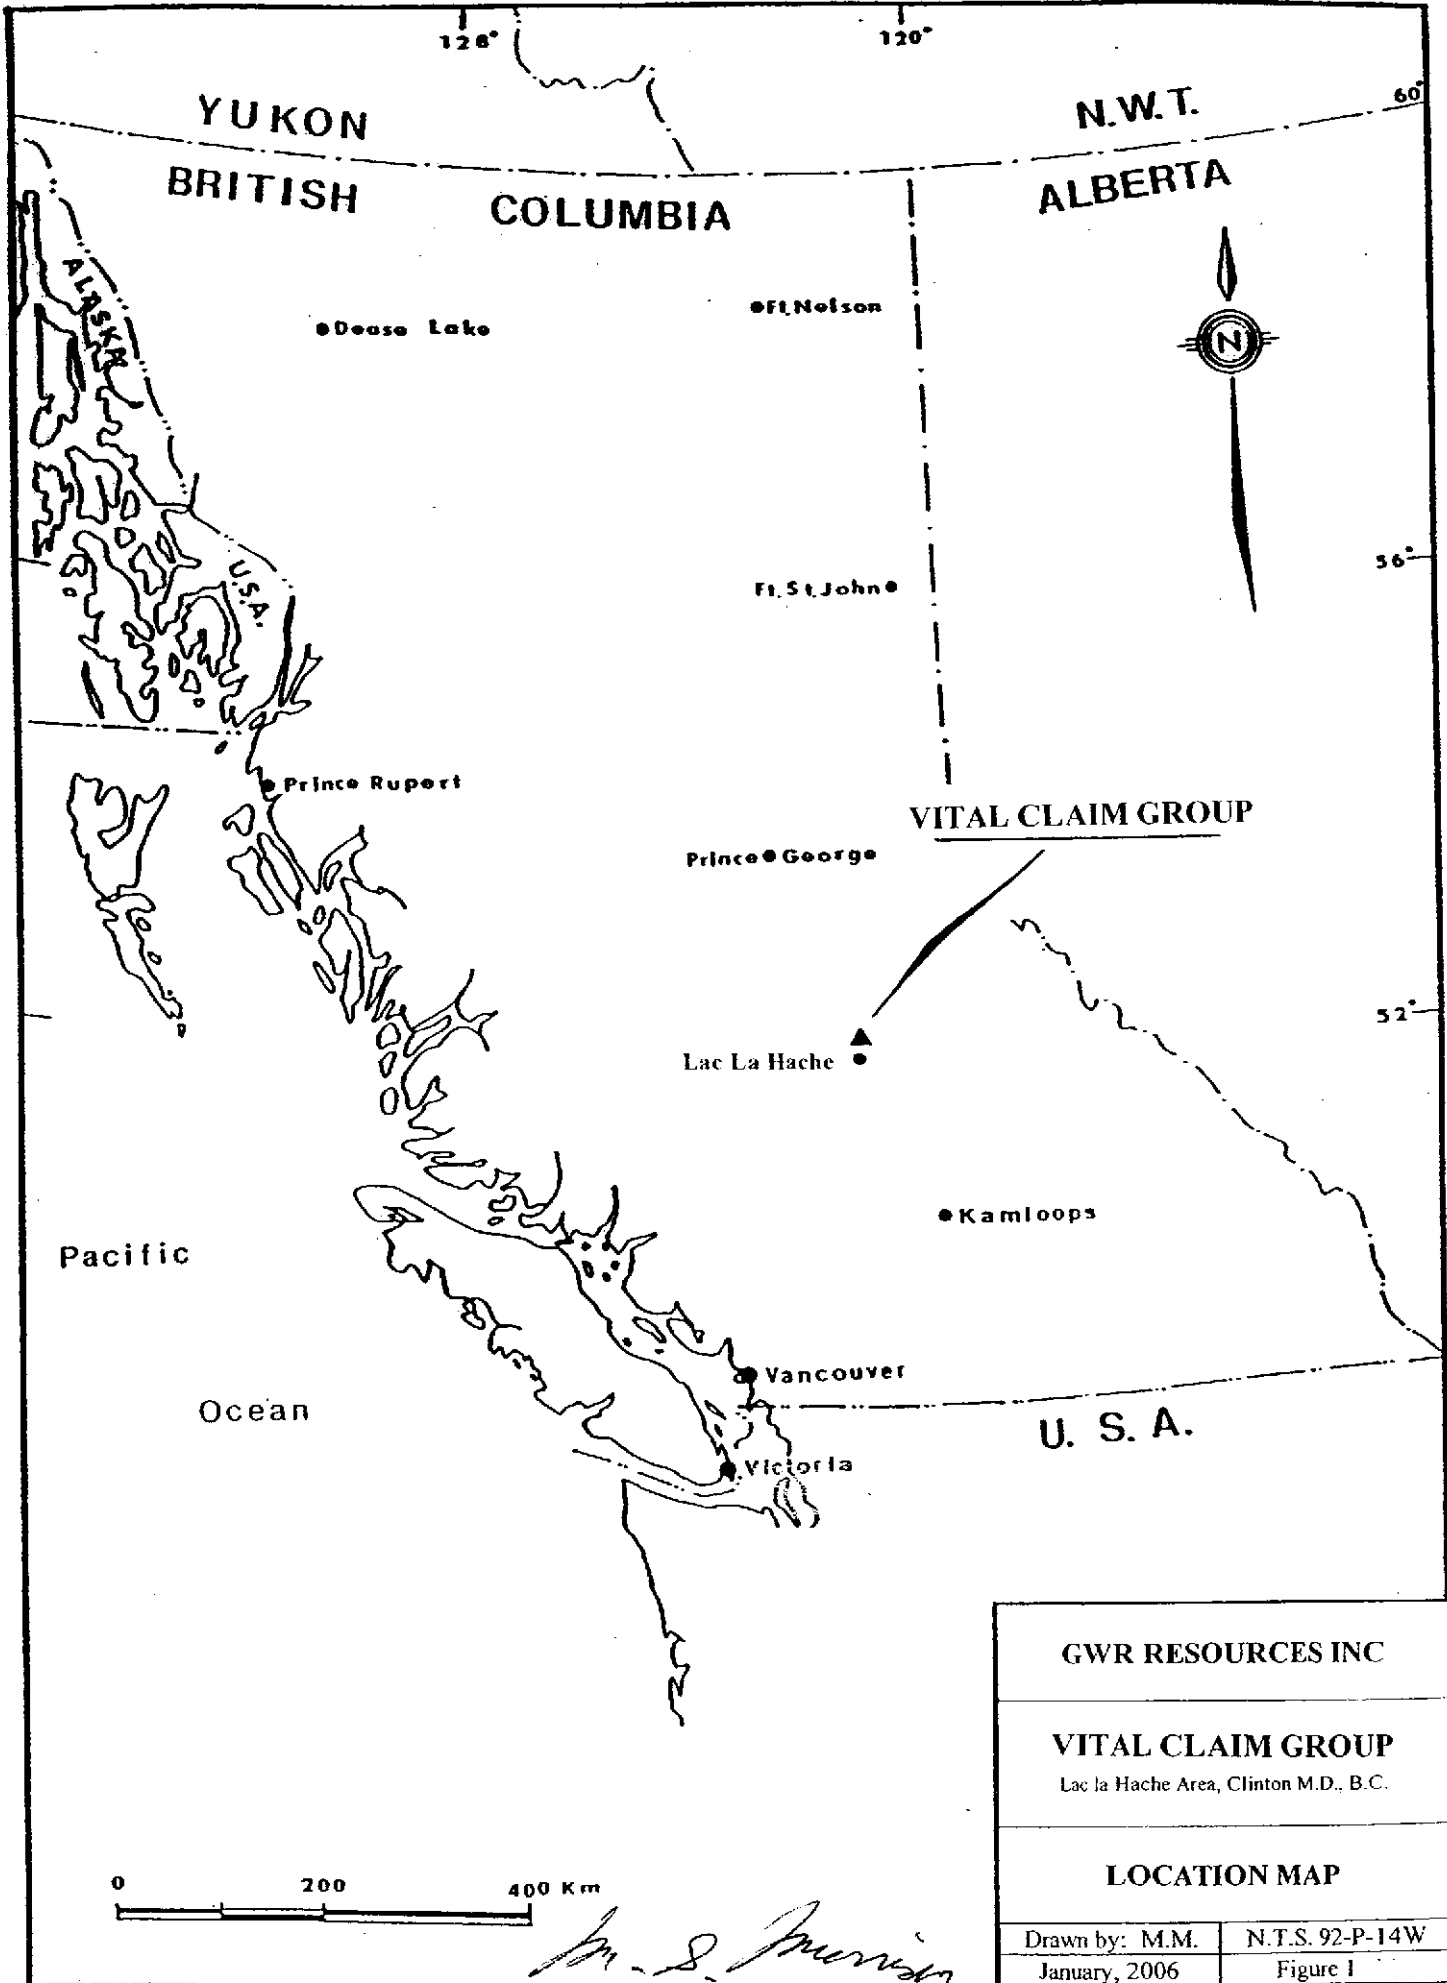 128° 120°
YUKON N.W.T. 60°
BRITISH COLUMBIA ALBERTA
ALASKA
Dease Lake
Ft. Nelson
N
U.S.A.
56°
Ft. St. John
Prince Rupert
VITAL CLAIM GROUP
Prince George
52°
Lac La Hache
Kamloops
Pacific
Vancouver
Ocean
U. S. A.
Victoria
GWR RESOURCES INC
VITAL CLAIM GROUP
Lac la Hache Area, Clinton M.D., B.C.
LOCATION MAP
0 200 400 Km
Drawn by: M.M. N.T.S. 92-P-14W
January, 2006 Figure 1